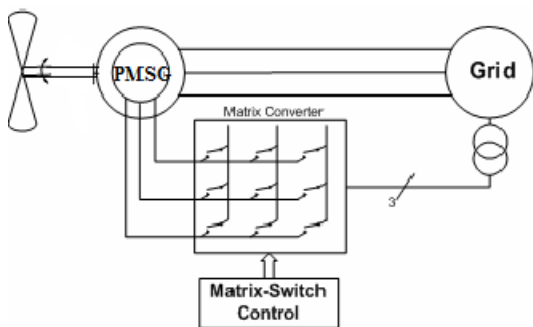 PMSG
Grid
Matrix Converter
3
Matrix-Switch
Control